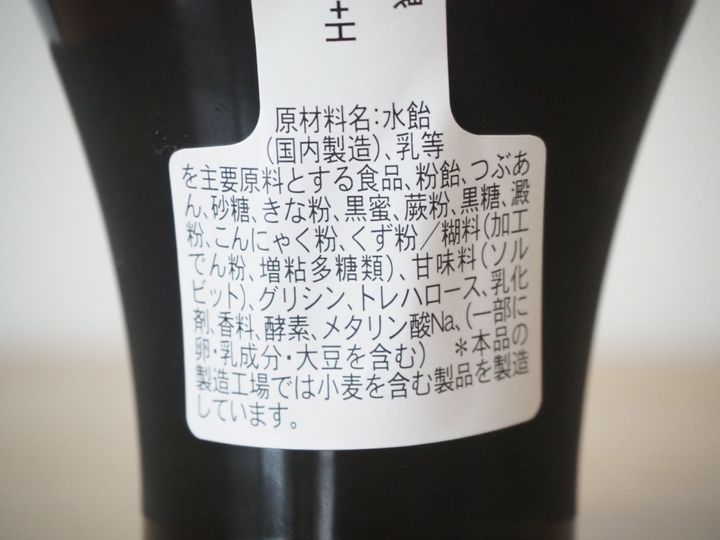 原材料名:水飴
(国内製造)、乳等
を主要原料とする食品、粉飴、つぶあ
ん、砂糖、きな粉、黒蜜、蕨粉、黒糖、澱
粉、こんにゃく粉、くず粉/糊料(加工
でん粉、増粘多糖類)、甘味料(ソル
ビット)、グリシン、トレハロース、乳化
剤、香料、酵素、メタリン酸Na、(一部に
卵・乳成分・大豆を含む) *本品の
製造工場では小麦を含む製品を製造
しています。